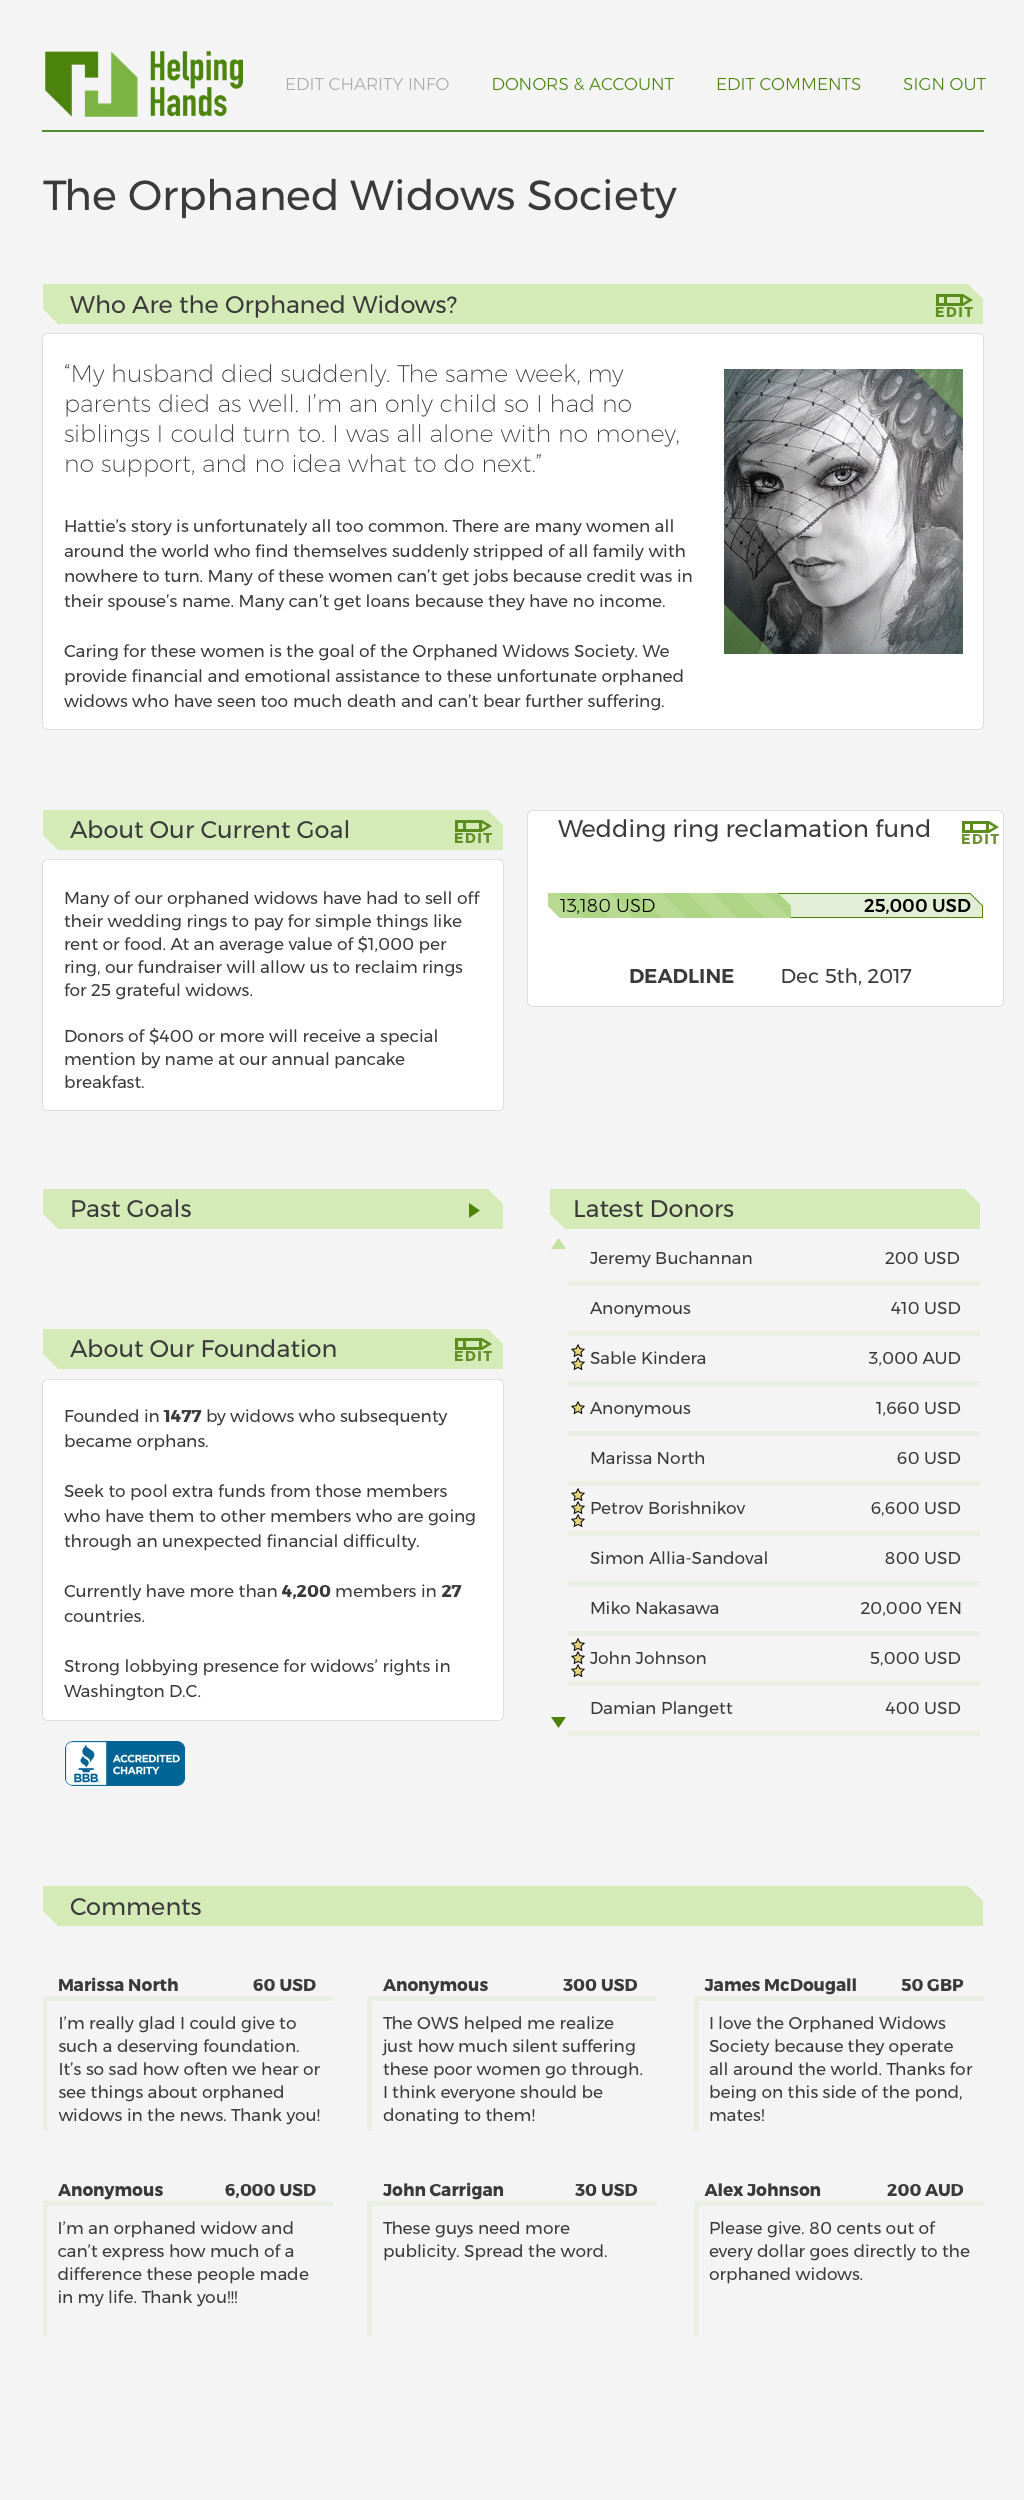 Helping
Hands
EDIT CHARITY INFO
DONORS & ACCOUNT
EDIT COMMENTS
SIGN OUT
The Orphaned Widows Society
Who Are the Orphaned Widows?
EDIT
“My husband died suddenly. The same week, my
parents died as well. I’m an only child so I had no
siblings I could turn to. I was all alone with no money,
no support, and no idea what to do next.”
Hattie’s story is unfortunately all too common. There are many women all
around the world who find themselves suddenly stripped of all family with
nowhere to turn. Many of these women can’t get jobs because credit was in
their spouse’s name. Many can’t get loans because they have no income.
Caring for these women is the goal of the Orphaned Widows Society. We
provide financial and emotional assistance to these unfortunate orphaned
widows who have seen too much death and can’t bear further suffering.
About Our Current Goal
EDIT
Many of our orphaned widows have had to sell off
their wedding rings to pay for simple things like
rent or food. At an average value of $1,000 per
ring, our fundraiser will allow us to reclaim rings
for 25 grateful widows.
Donors of $400 or more will receive a special
mention by name at our annual pancake
breakfast.
Wedding ring reclamation fund
EDIT
13,180 USD
25,000 USD
DEADLINE Dec 5th, 2017
Past Goals
About Our Foundation
EDIT
Founded in 1477 by widows who subsequenty
became orphans.
Seek to pool extra funds from those members
who have them to other members who are going
through an unexpected financial difficulty.
Currently have more than 4,200 members in 27
countries.
Strong lobbying presence for widows’ rights in
Washington D.C.
BBB.
ACCREDITED
CHARITY
Latest Donors
Jeremy Buchannan 200 USD
Anonymous 410 USD
Sable Kindera 3,000 AUD
Anonymous 1,660 USD
Marissa North 60 USD
Petrov Borishnikov 6,600 USD
Simon Allia-Sandoval 800 USD
Miko Nakasawa 20,000 YEN
John Johnson 5,000 USD
Damian Plangett 400 USD
Comments
Marissa North 60 USD
I’m really glad I could give to
such a deserving foundation.
It’s so sad how often we hear or
see things about orphaned
widows in the news. Thank you!
Anonymous 300 USD
The OWS helped me realize
just how much silent suffering
these poor women go through.
I think everyone should be
donating to them!
James McDougall 50 GBP
I love the Orphaned Widows
Society because they operate
all around the world. Thanks for
being on this side of the pond,
mates!
Anonymous 6,000 USD
I’m an orphaned widow and
can’t express how much of a
difference these people made
in my life. Thank you!!!
John Carrigan 30 USD
These guys need more
publicity. Spread the word.
Alex Johnson 200 AUD
Please give. 80 cents out of
every dollar goes directly to the
orphaned widows.